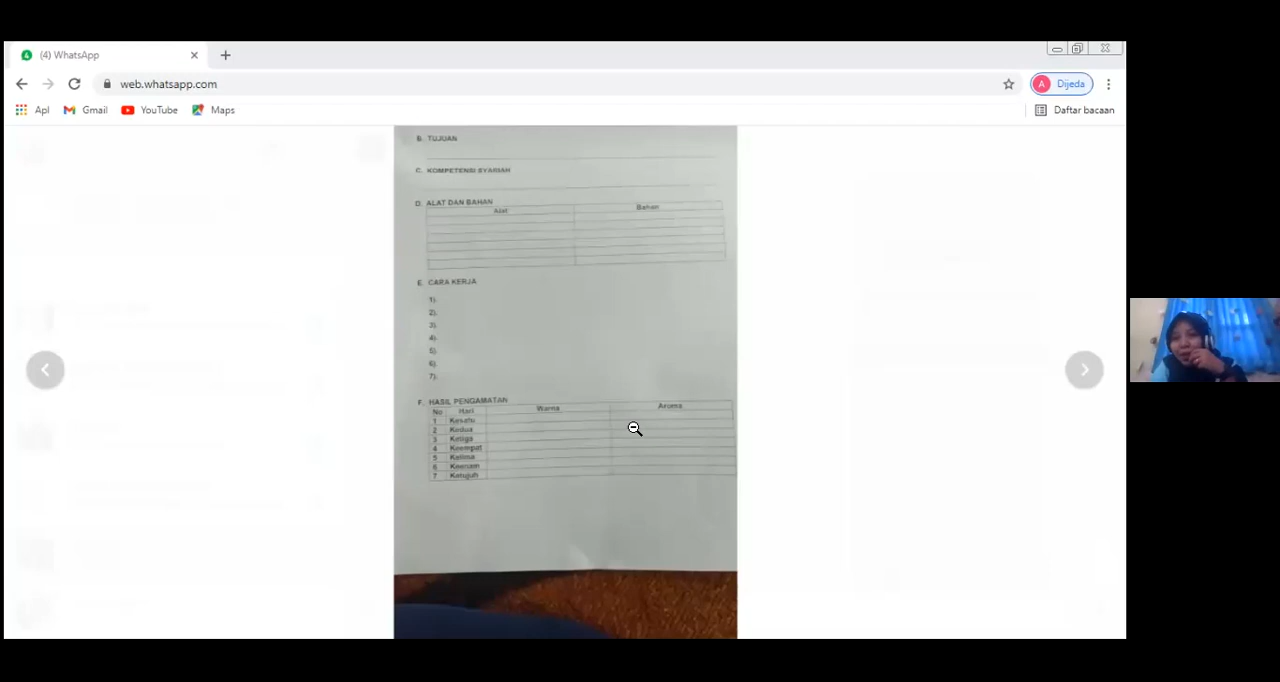 (4) WhatsApp
web.whatsapp.com
A Dijeda
Apl Gmail YouTube Maps Daftar bacaan
B. TUJUAN
C. KOMPETENSI SYARIAH
D. ALAT DAN BAHAN
Alat Bahan
E. CARA KERJA
1).
2).
3).
4).
5).
6).
7).
F. HASIL PENGAMATAN
No Hari Warna Aroma
1 Kesatu
2 Kedua
3 Ketiga
4 Keempat
5 Kelima
6 Keenam
7 Ketujuh